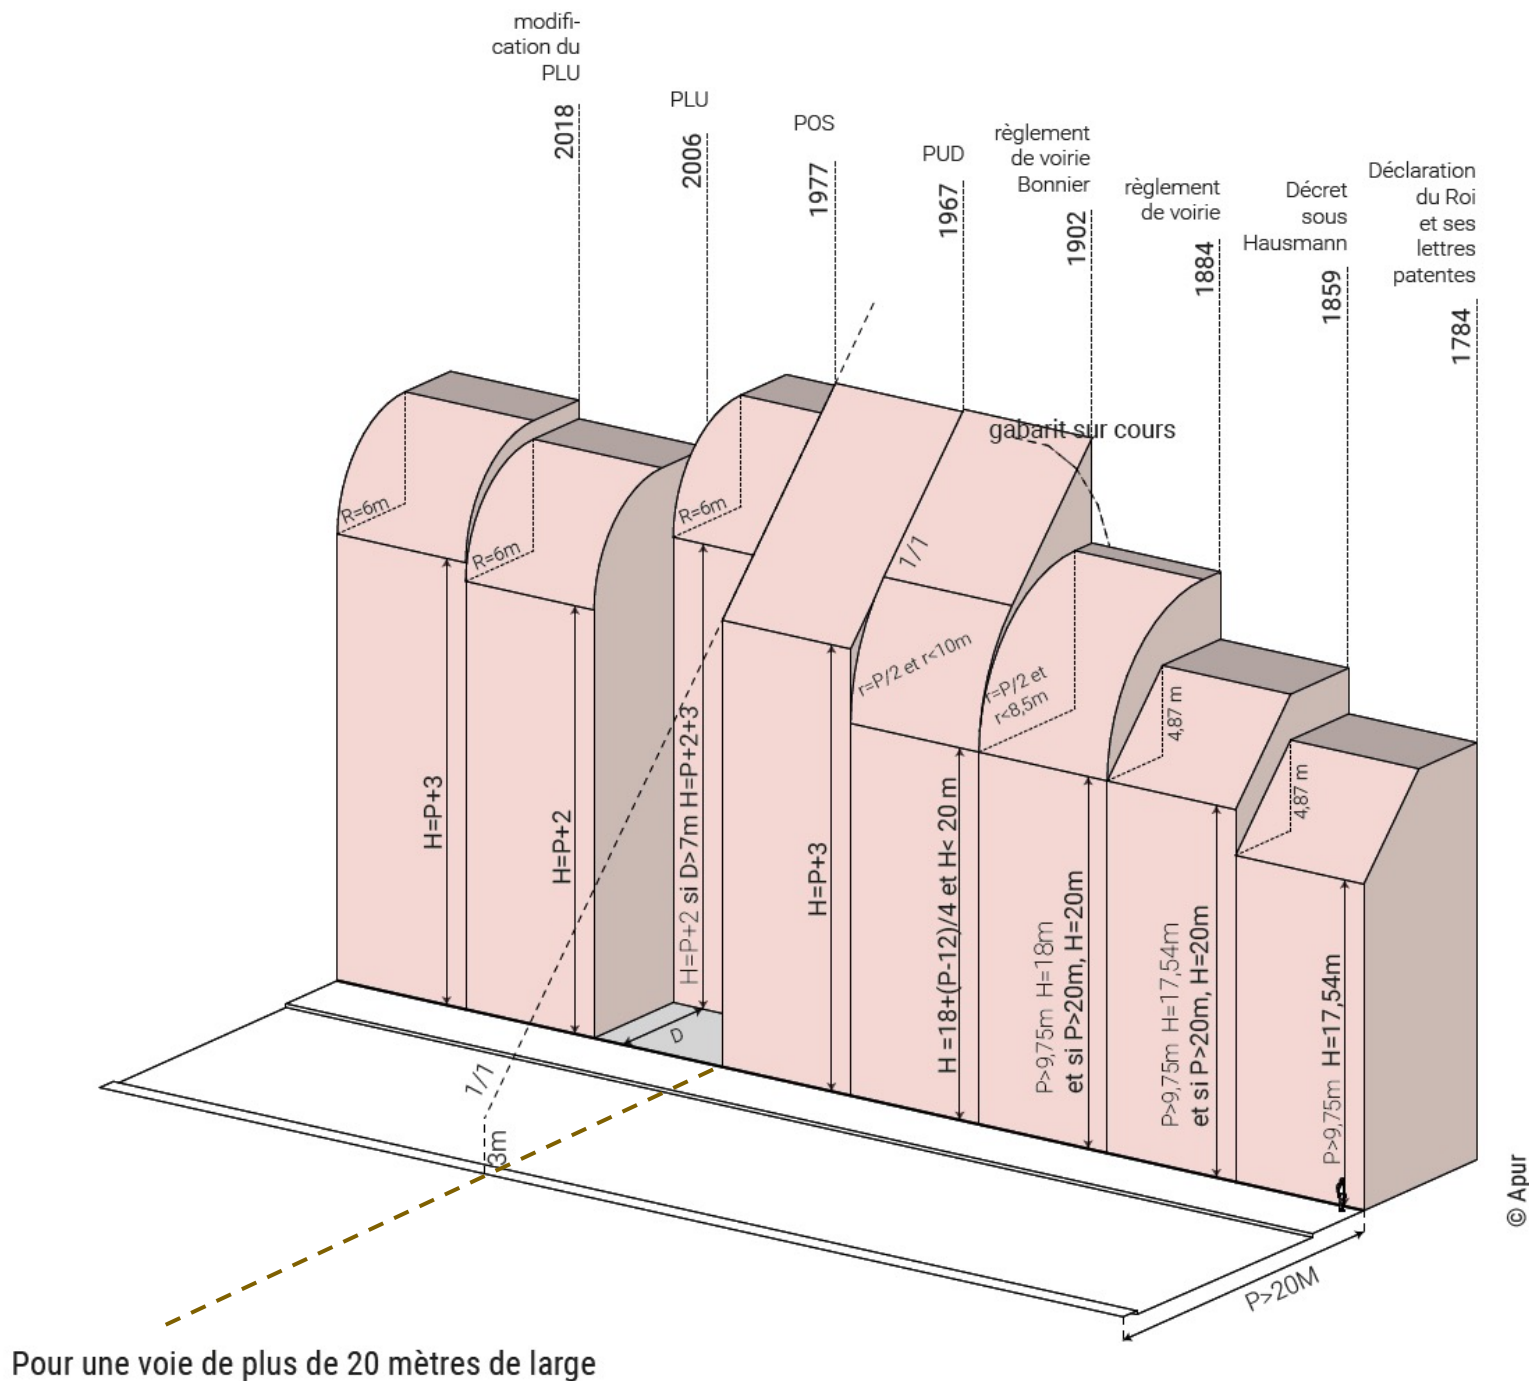 modifi-
cation du
PLU
2018
PLU
2006
POS
1977
PUD
1967
règlement
de voirie
Bonnier
1902
règlement
de voirie
1884
Décret
sous
Hausmann
1859
Déclaration
du Roi
et ses
lettres
patentes
1784
gabarit sur cours
R=6m
R=6m
R=6m
1/1
r=P/2 et r<10m
r=P/2 et
r<8,5m
4,87 m
4,87 m
H=P+3
H=P+2
H=P+2 si D>7m H=P+2+3
H=P+3
H =18+(P-12)/4 et H< 20 m
P>9,75m H=18m
et si P>20m, H=20m
P>9,75m H=17,54m
et si P>20m, H=20m
P>9,75m H=17,54m
D
1/1
3m
P>20M
© Apur
Pour une voie de plus de 20 mètres de large